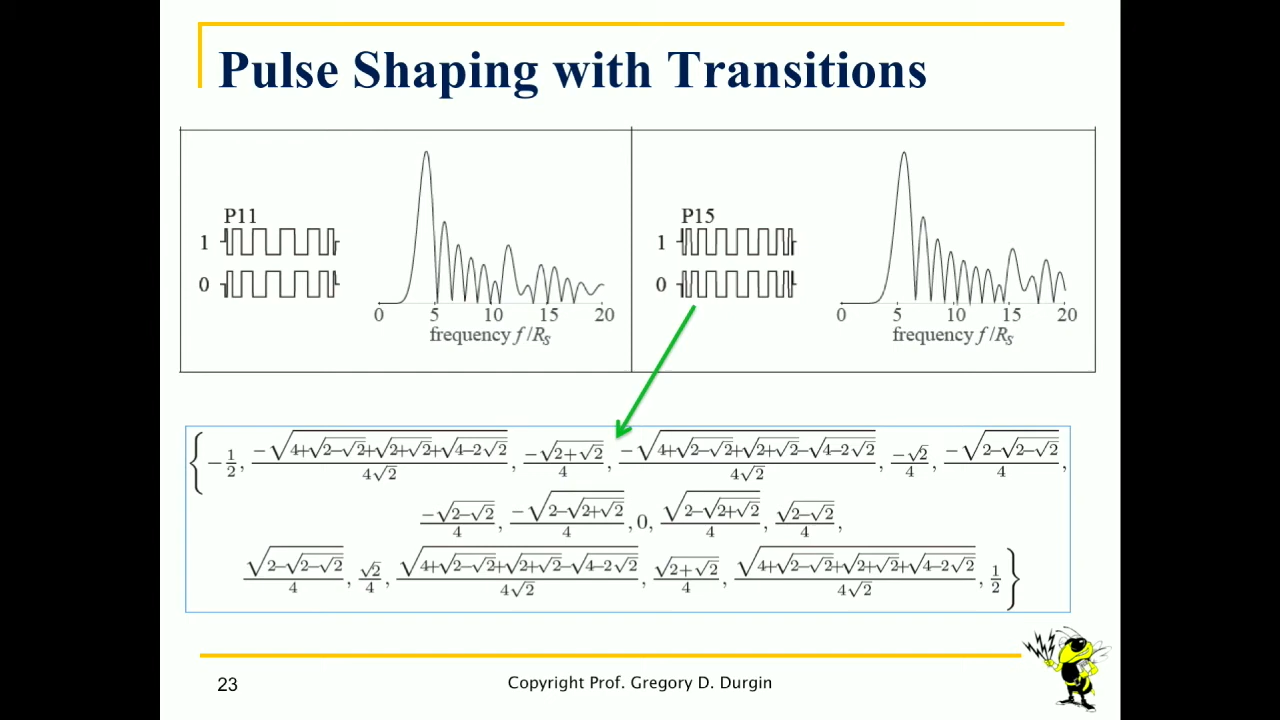 Pulse Shaping with Transitions
P11
1
0
0 5 10 15 20
frequency f/Rₛ
P15
1
0
0 5 10 15 20
frequency f/Rₛ
{ −1/2, −√(4+√(2−√2)+√(2+√2)+√(4−2√2))/(4√2), −√(2+√2)/4, −√(4+√(2−√2)+√(2+√2)−√(4−2√2))/(4√2), −√2/4, −√(2−√(2−√2))/4,
−√(2−√2)/4, −√(2−√(2+√2))/4, 0, √(2−√(2+√2))/4, √(2−√2)/4,
√(2−√(2−√2))/4, √2/4, √(4+√(2−√2)+√(2+√2)−√(4−2√2))/(4√2), √(2+√2)/4, √(4+√(2−√2)+√(2+√2)+√(4−2√2))/(4√2), 1/2 }
23
Copyright Prof. Gregory D. Durgin